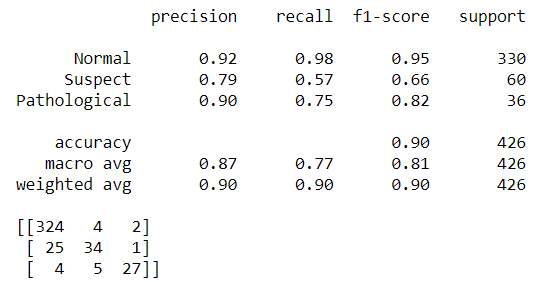 precision recall f1-score support
Normal 0.92 0.98 0.95 330
Suspect 0.79 0.57 0.66 60
Pathological 0.90 0.75 0.82 36
accuracy 0.90 426
macro avg 0.87 0.77 0.81 426
weighted avg 0.90 0.90 0.90 426
[[324 4 2]
[ 25 34 1]
[ 4 5 27]]